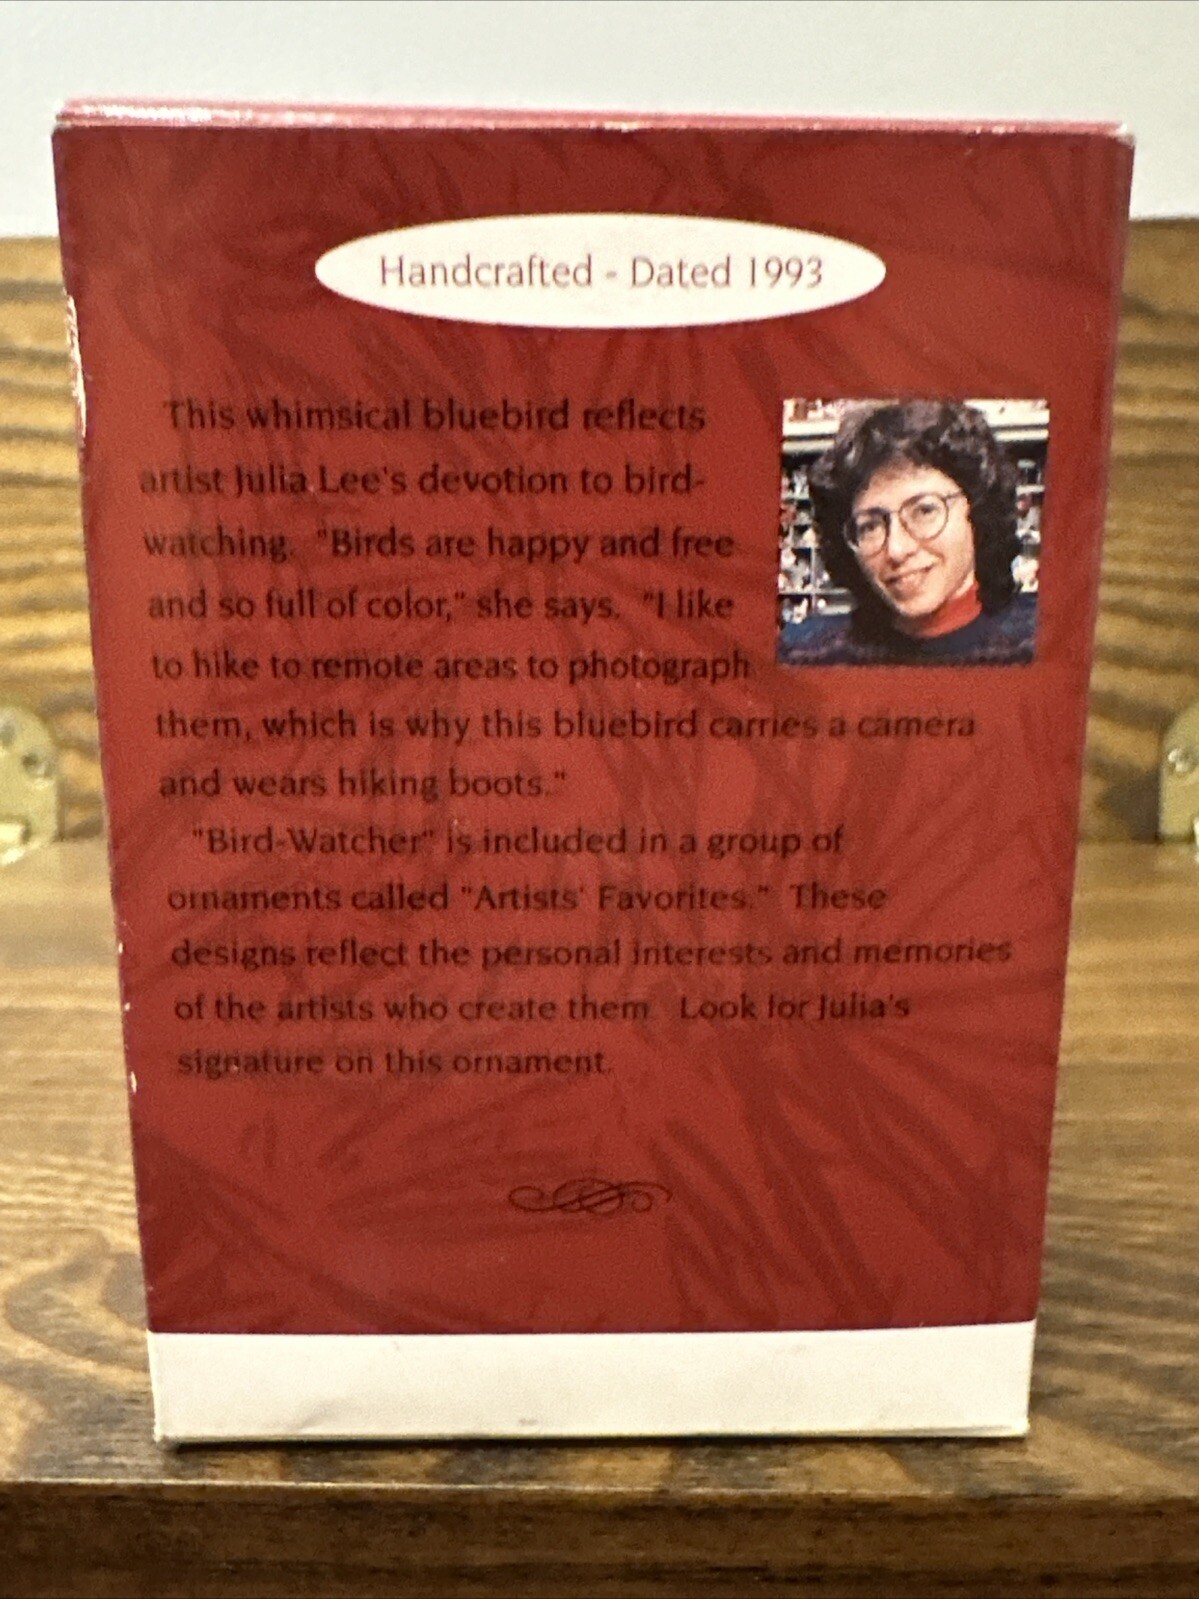 Handcrafted - Dated 1993
This whimsical bluebird reflects
artist Julia Lee's devotion to bird-
watching. "Birds are happy and free
and so full of color," she says. "I like
to hike to remote areas to photograph
them, which is why this bluebird carries a camera
and wears hiking boots."
"Bird-Watcher" is included in a group of
ornaments called "Artists' Favorites." These
designs reflect the personal interests and memories
of the artists who create them. Look for Julia's
signature on this ornament.